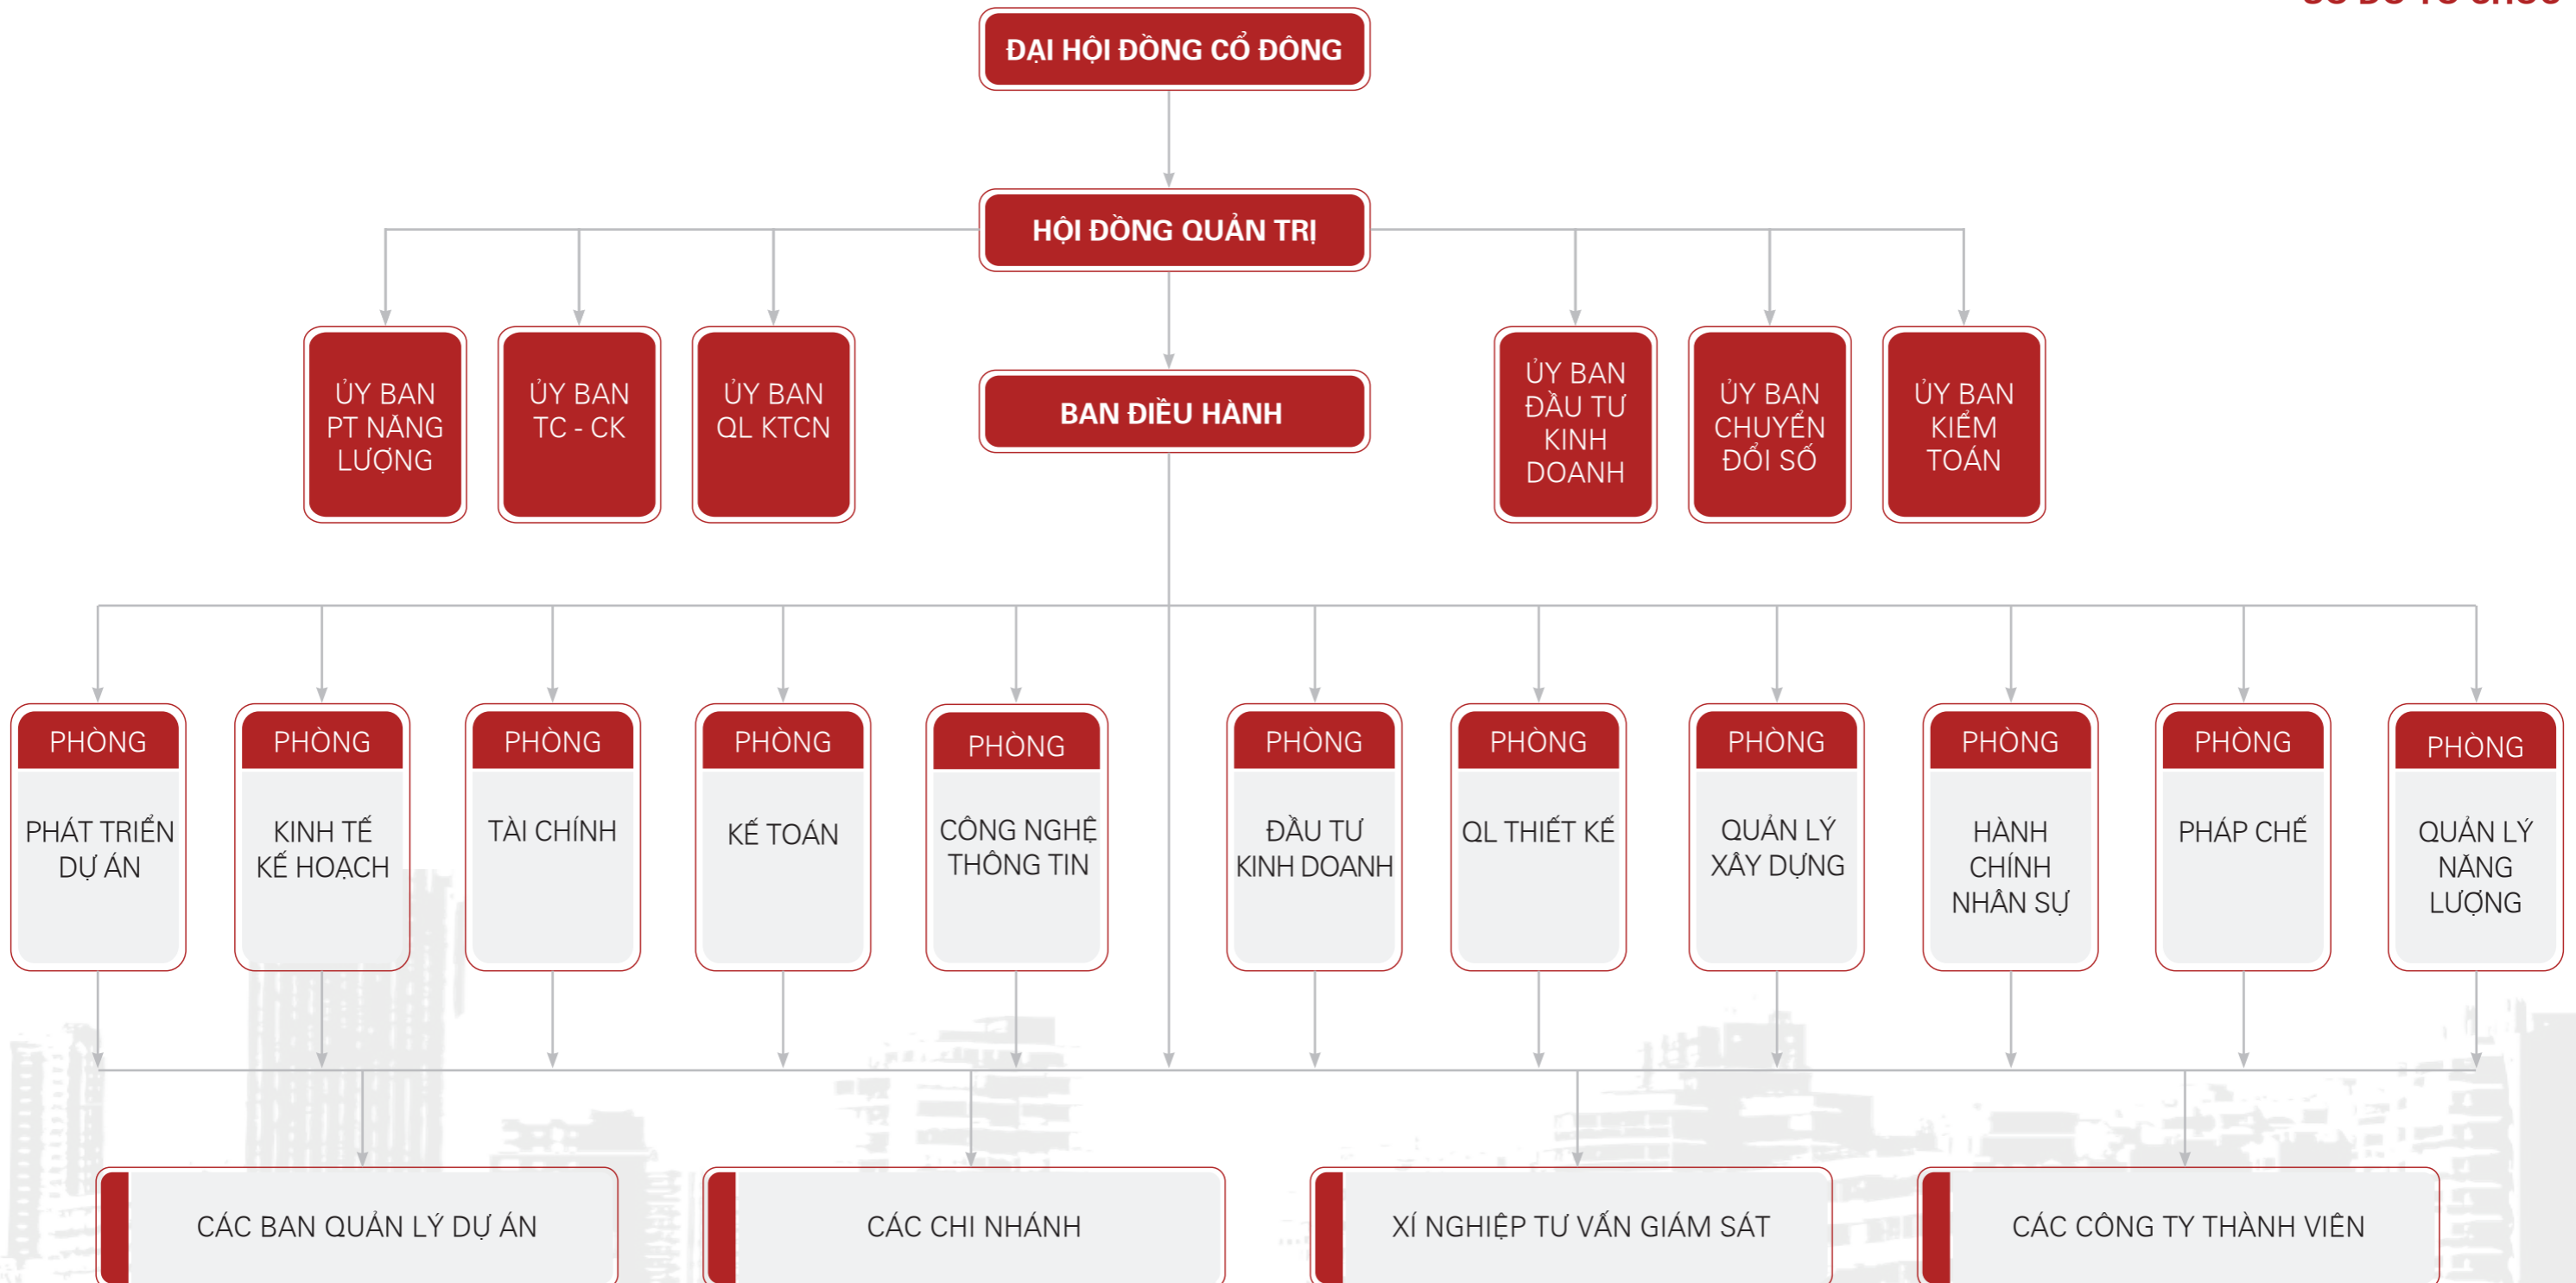 ĐẠI HỘI ĐỒNG CỔ ĐÔNG
HỘI ĐỒNG QUẢN TRỊ
ỦY BAN
PT NĂNG
LƯỢNG
ỦY BAN
TC - CK
ỦY BAN
QL KTCN
BAN ĐIỀU HÀNH
ỦY BAN
ĐẦU TƯ
KINH
DOANH
ỦY BAN
CHUYỂN
ĐỔI SỐ
ỦY BAN
KIỂM
TOÁN
PHÒNG
PHÁT TRIỂN
DỰ ÁN
PHÒNG
KINH TẾ
KẾ HOẠCH
PHÒNG
TÀI CHÍNH
PHÒNG
KẾ TOÁN
PHÒNG
CÔNG NGHỆ
THÔNG TIN
PHÒNG
ĐẦU TƯ
KINH DOANH
PHÒNG
QL THIẾT KẾ
PHÒNG
QUẢN LÝ
XÂY DỰNG
PHÒNG
HÀNH
CHÍNH
NHÂN SỰ
PHÒNG
PHÁP CHẾ
PHÒNG
QUẢN LÝ
NĂNG
LƯỢNG
CÁC BAN QUẢN LÝ DỰ ÁN
CÁC CHI NHÁNH
XÍ NGHIỆP TƯ VẤN GIÁM SÁT
CÁC CÔNG TY THÀNH VIÊN